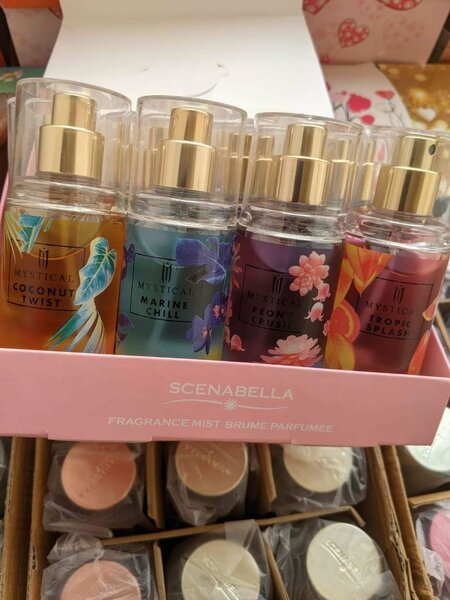 MYSTICAL
COCONUT
TWIST
MYSTICAL
MARINE
CHILL
MYSTICAL
PEONY
CRUSH
MYSTICAL
TROPIC
SPLASH
SCENABELLA
FRAGRANCE MIST BRUME PARFUMÉE